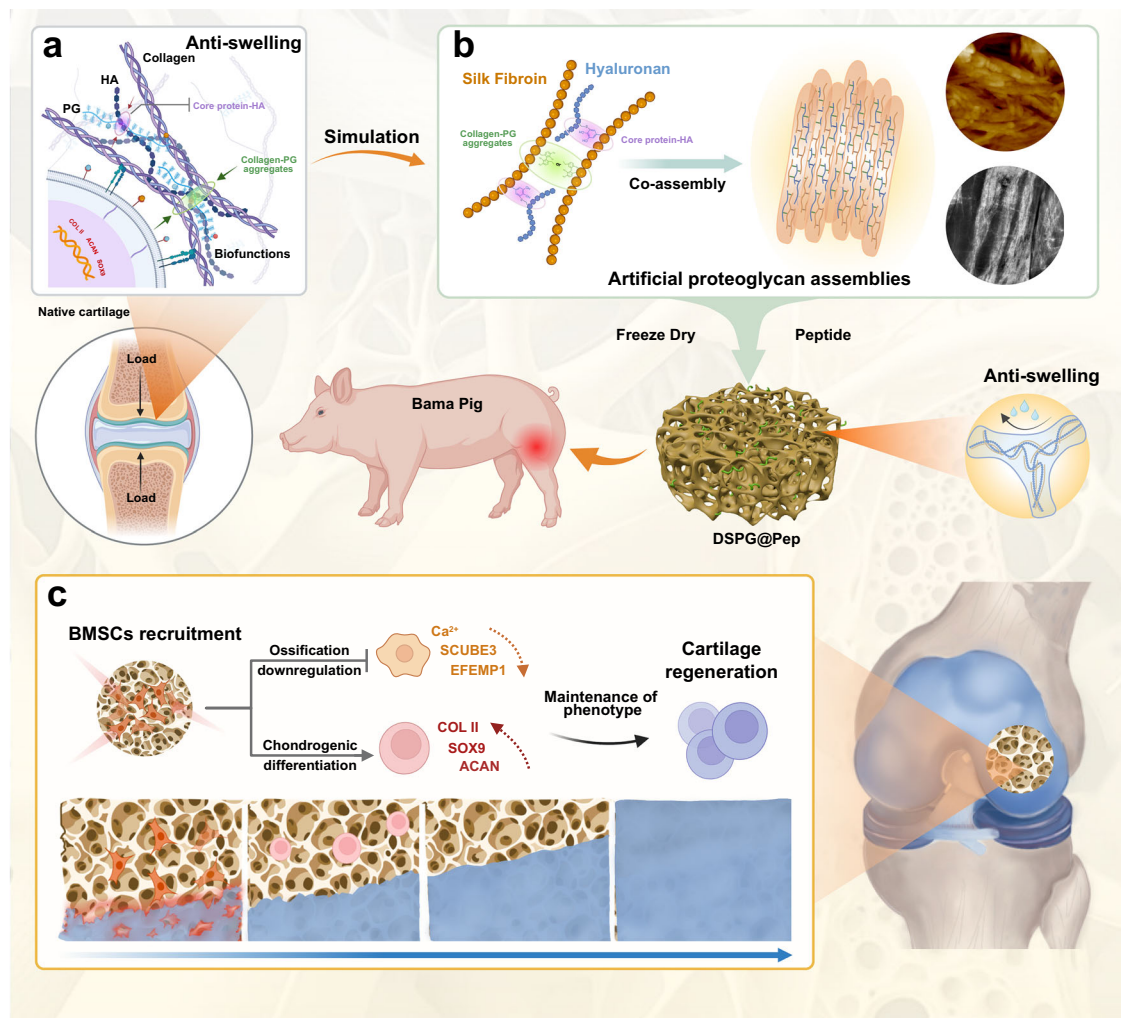 a
Anti-swelling
Collagen
HA
PG
Core protein-HA
Collagen-PG
aggregates
Biofunctions
COL II
ACAN
SOX9
Simulation
b
Silk Fibroin
Hyaluronan
Collagen-PG
aggregates
Core protein-HA
Co-assembly
Artificial proteoglycan assemblies
Native cartilage
Load
Load
Bama Pig
Freeze Dry
Peptide
DSPG@Pep
Anti-swelling
c
BMSCs recruitment
Ossification
downregulation
Ca²⁺
SCUBE3
EFEMP1
Chondrogenic
differentiation
COL II
SOX9
ACAN
Maintenance of
phenotype
Cartilage
regeneration